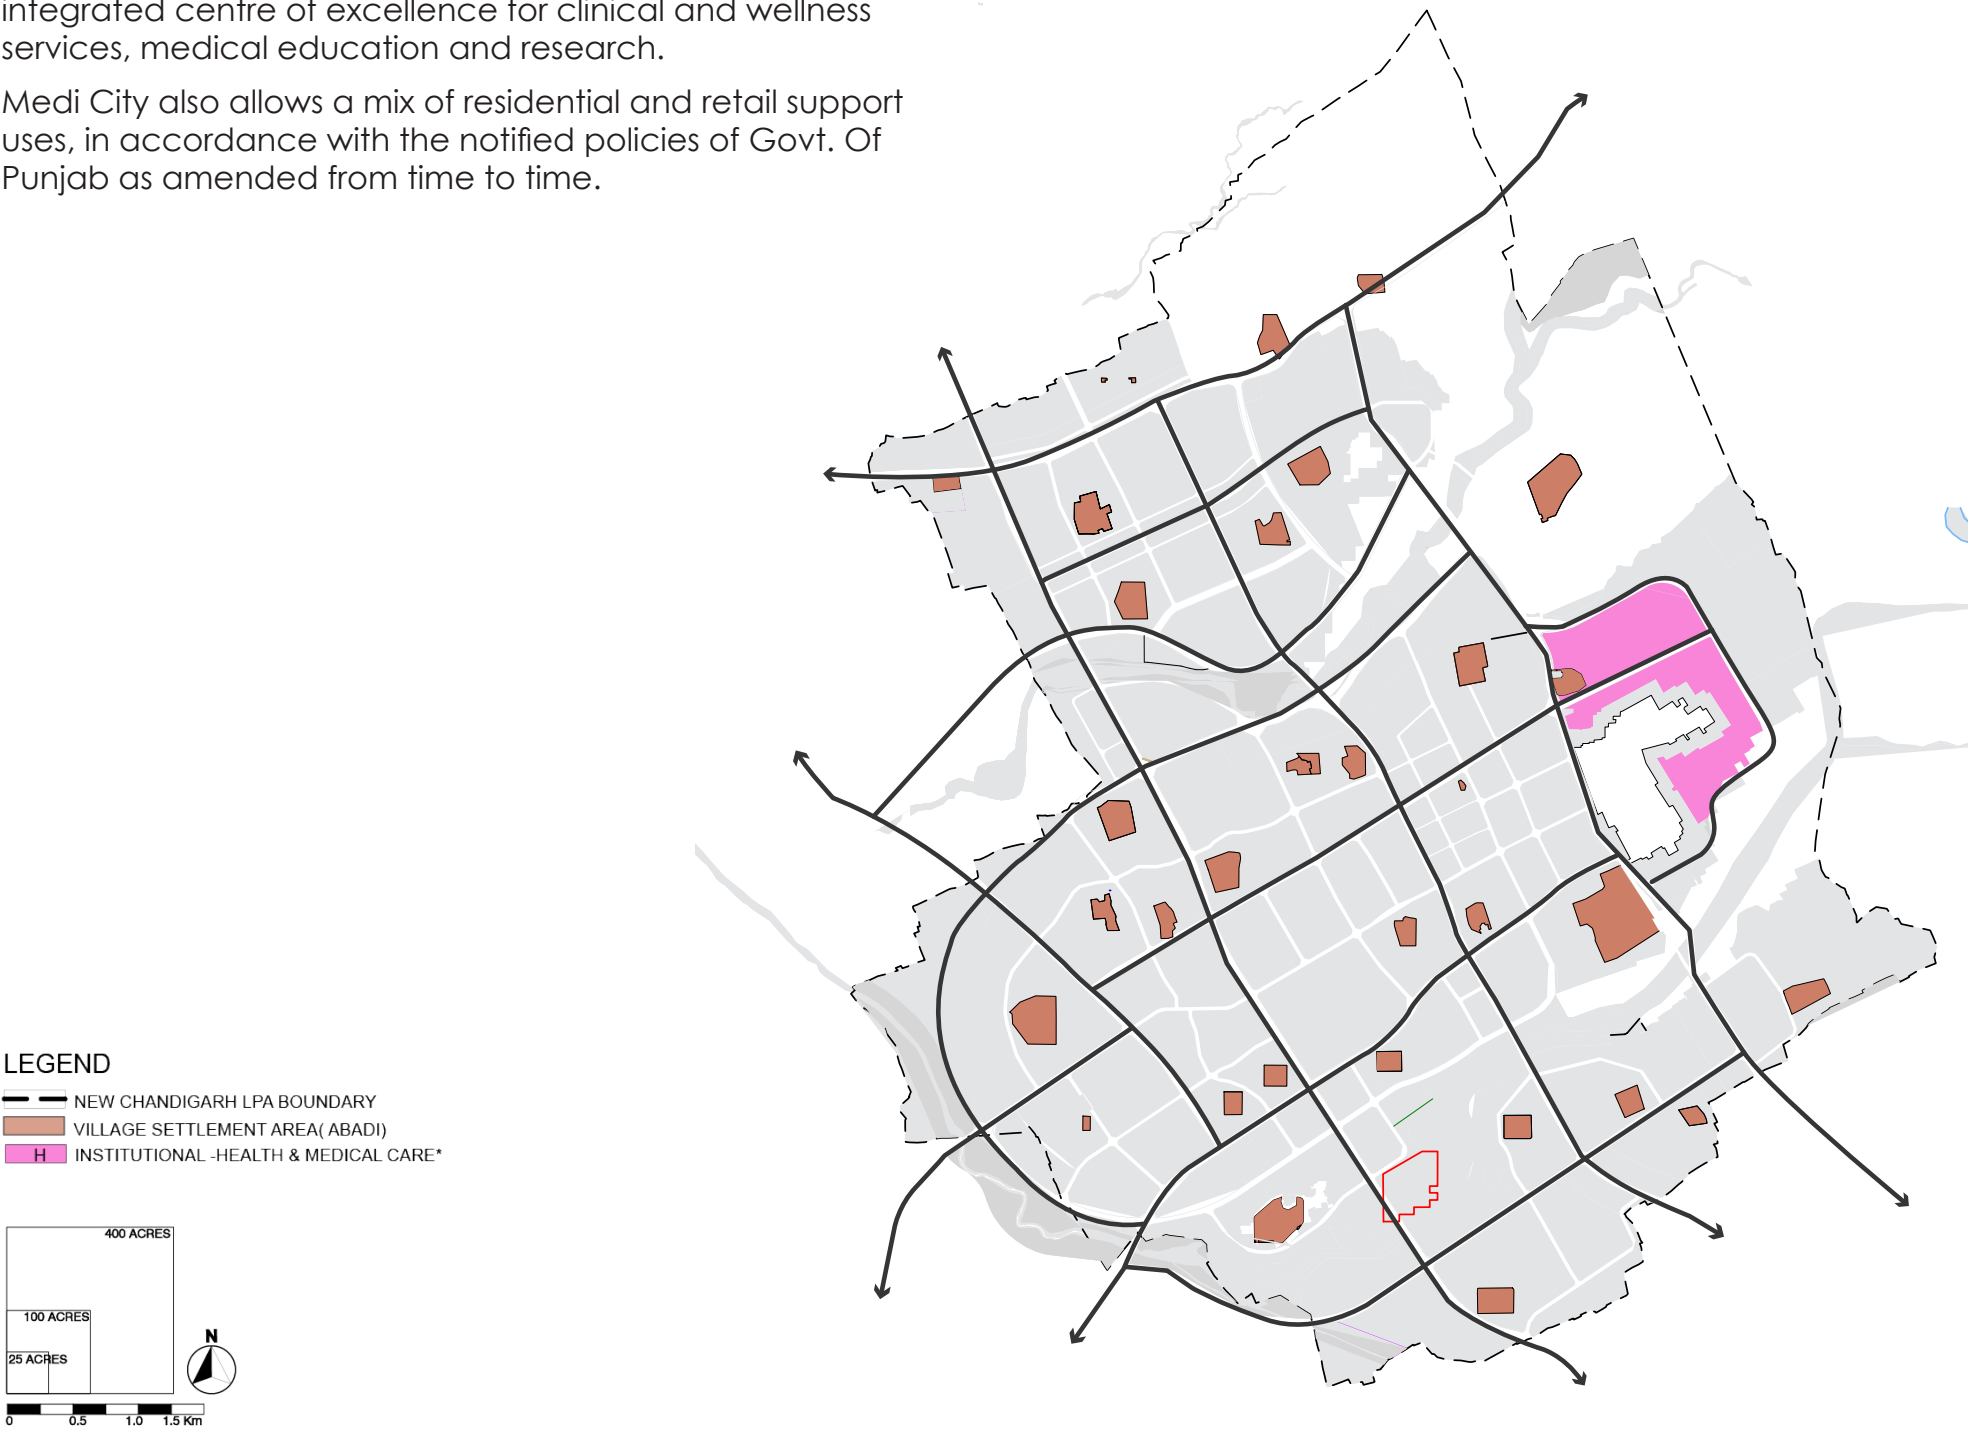 integrated centre of excellence for clinical and wellness
services, medical education and research.
Medi City also allows a mix of residential and retail support
uses, in accordance with the notified policies of Govt. Of
Punjab as amended from time to time.
LEGEND
NEW CHANDIGARH LPA BOUNDARY
VILLAGE SETTLEMENT AREA( ABADI)
H INSTITUTIONAL -HEALTH & MEDICAL CARE*
400 ACRES
100 ACRES
25 ACRES
N
0 0.5 1.0 1.5 Km